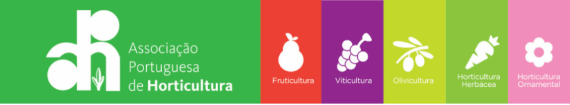 Associação
Portuguesa
de Horticultura
Fruticultura
Viticultura
Olivicultura
Horticultura
Herbácea
Horticultura
Ornamental